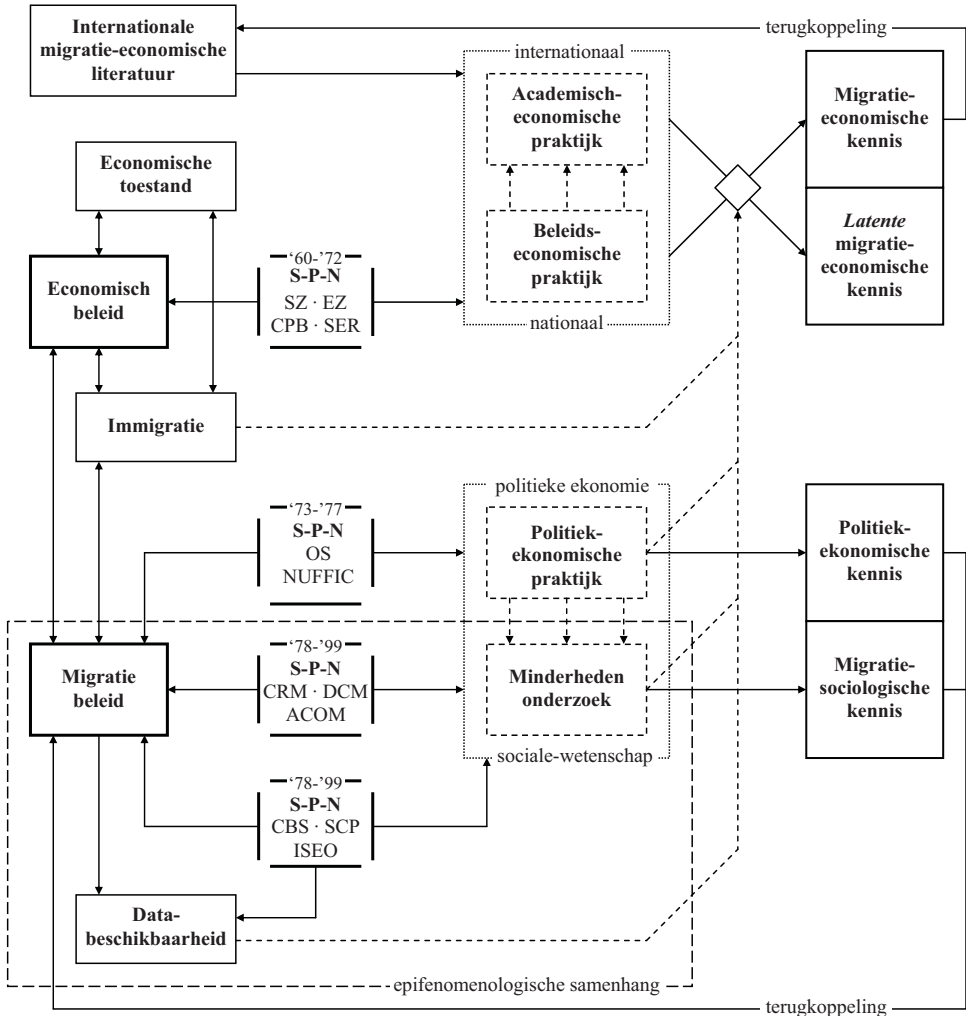 Internationale
migratie-economische
literatuur
terugkoppeling
internationaal
Academisch-
economische
praktijk
Migratie-
economische
kennis
Economische
toestand
Beleids-
economische
praktijk
Latente
migratie-
economische
kennis
Economisch
beleid
‘60-’72
S-P-N
SZ · EZ
CPB · SER
nationaal
Immigratie
politieke ekonomie
‘73-’77
S-P-N
OS
NUFFIC
Politiek-
ekonomische
praktijk
Politiek-
ekonomische
kennis
Migratie
beleid
‘78-’99
S-P-N
CRM · DCM
ACOM
Minderheden
onderzoek
Migratie-
sociologische
kennis
sociale-wetenschap
‘78-’99
S-P-N
CBS · SCP
ISEO
Data-
beschikbaarheid
epifenomenologische samenhang
terugkoppeling